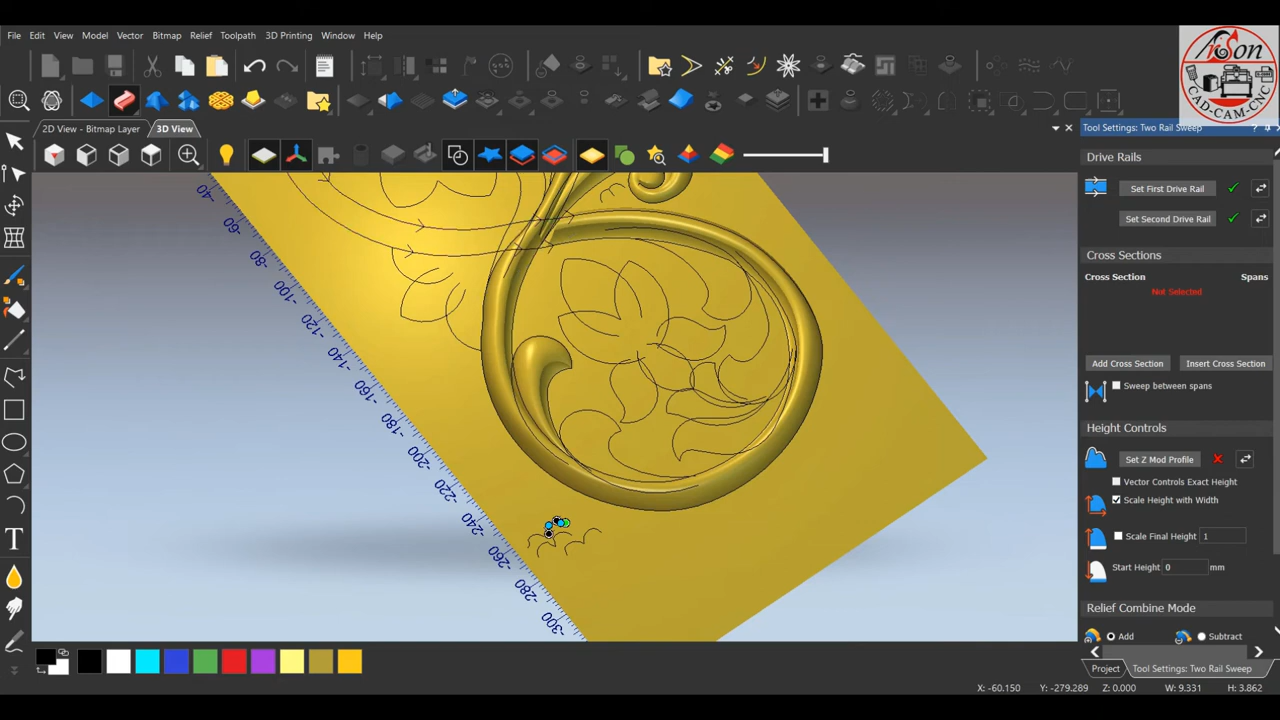 File Edit View Model Vector Bitmap Relief Toolpath 3D Printing Window Help
CAD-CAM-CNC
2D View - Bitmap Layer 3D View
Tool Settings: Two Rail Sweep ?
Drive Rails
Set First Drive Rail
Set Second Drive Rail
Cross Sections
Cross Section Spans
Not Selected
Add Cross Section Insert Cross Section
Sweep between spans
Height Controls
Set Z Mod Profile
Vector Controls Exact Height
Scale Height with Width
Scale Final Height 1
Start Height 0 mm
Relief Combine Mode
Add Subtract
Project Tool Settings: Two Rail Sweep
-40
-60
-80
-100
-120
-140
-160
-180
-200
-220
-240
-260
-280
-300
X: -60.150 Y: -279.289 Z: 0.000 W: 9.331 H: 3.862